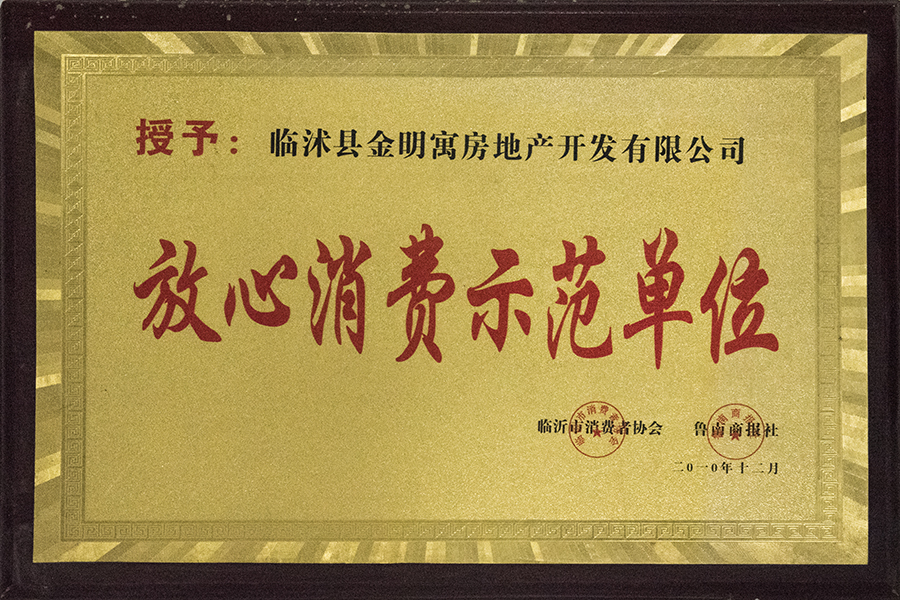 授予：临沭县金明寓房地产开发有限公司
放心消费示范单位
临沂市消费者协会 鲁南商报社
二0一0年十二月